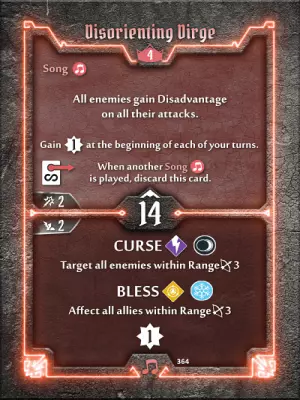 Disorienting Dirge
4
Song
All enemies gain Disadvantage
on all their attacks.
Gain 1 at the beginning of each of your turns.
When another Song
is played, discard this card.
2
14
2
CURSE
Target all enemies within Range 3
BLESS
Affect all allies within Range 3
1
364